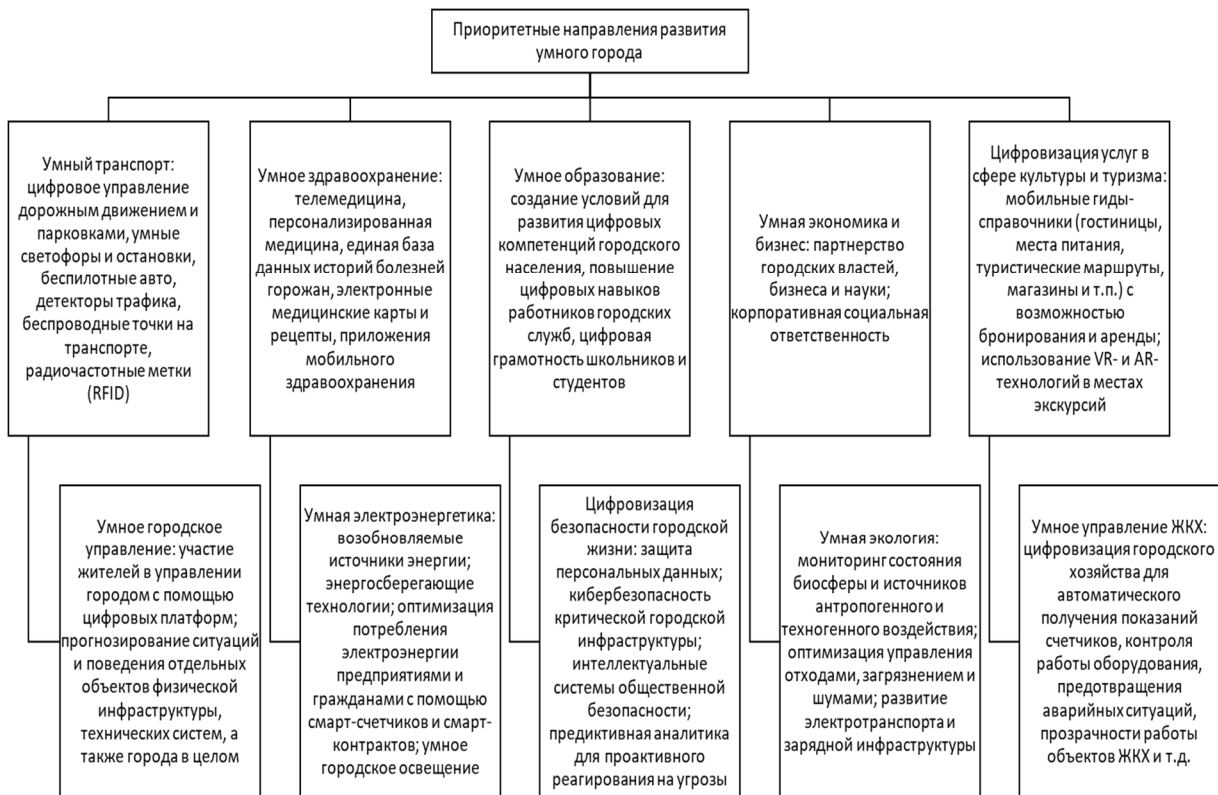 Приоритетные направления развития
умного города
Умный транспорт:
цифровое управление
дорожным движением и
парковками, умные
светофоры и остановки,
беспилотные авто,
детекторы трафика,
беспроводные точки на
транспорте,
радиочастотные метки
(RFID)
Умное здравоохранение:
телемедицина,
персонализированная
медицина, единая база
данных историй болезней
горожан, электронные
медицинские карты и
рецепты, приложения
мобильного
здравоохранения
Умное образование:
создание условий для
развития цифровых
компетенций городского
населения, повышение
цифровых навыков
работников городских
служб, цифровая
грамотность школьников и
студентов
Умная экономика и
бизнес: партнерство
городских властей,
бизнеса и науки;
корпоративная социальная
ответственность
Цифровизация услуг в
сфере культуры и туризма:
мобильные гиды-
справочники (гостиницы,
места питания,
туристические маршруты,
магазины и т.п.) с
возможностью
бронирования и аренды;
использование VR- и AR-
технологий в местах
экскурсий
Умное городское
управление: участие
жителей в управлении
городом с помощью
цифровых платформ;
прогнозирование ситуаций
и поведения отдельных
объектов физической
инфраструктуры,
технических систем, а
также города в целом
Умная электроэнергетика:
возобновляемые
источники энергии;
энергосберегающие
технологии; оптимизация
потребления
электроэнергии
предприятиями и
гражданами с помощью
смарт-счетчиков и смарт-
контрактов; умное
городское освещение
Цифровизация
безопасности городской
жизни: защита
персональных данных;
кибербезопасность
критической городской
инфраструктуры;
интеллектуальные
системы общественной
безопасности;
предиктивная аналитика
для проактивного
реагирования на угрозы
Умная экология:
мониторинг состояния
биосферы и источников
антропогенного и
техногенного воздействия;
оптимизация управления
отходами, загрязнением и
шумами; развитие
электротранспорта и
зарядной инфраструктуры
Умное управление ЖКХ:
цифровизация городского
хозяйства для
автоматического
получения показаний
счетчиков, контроля
работы оборудования,
предотвращения
аварийных ситуаций,
прозрачности работы
объектов ЖКХ и т.д.